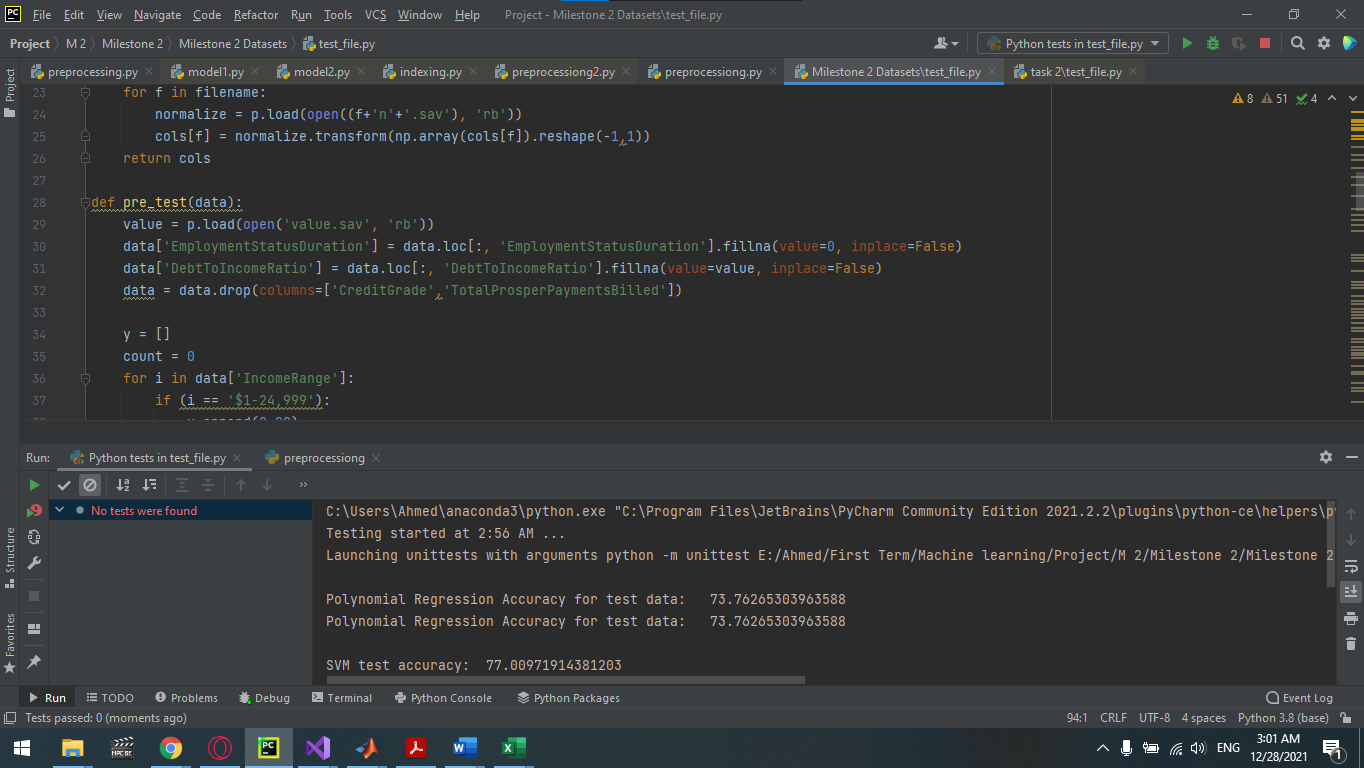 PC File Edit View Navigate Code Refactor Run Tools VCS Window Help Project - Milestone 2 Datasets\test_file.py
Project M 2 Milestone 2 Milestone 2 Datasets test_file.py Python tests in test_file.py
preprocessing.py model1.py model2.py indexing.py preprocessiong2.py preprocessiong.py Milestone 2 Datasets\test_file.py task 2\test_file.py
Project
8 51 4
23 for f in filename:
24 normalize = p.load(open((f+'n'+'.sav'), 'rb'))
25 cols[f] = normalize.transform(np.array(cols[f]).reshape(-1,1))
26 return cols
27
28 def pre_test(data):
29 value = p.load(open('value.sav', 'rb'))
30 data['EmploymentStatusDuration'] = data.loc[:, 'EmploymentStatusDuration'].fillna(value=0, inplace=False)
31 data['DebtToIncomeRatio'] = data.loc[:, 'DebtToIncomeRatio'].fillna(value=value, inplace=False)
32 data = data.drop(columns=['CreditGrade','TotalProsperPaymentsBilled'])
33
34 y = []
35 count = 0
36 for i in data['IncomeRange']:
37 if (i == '$1-24,999'):
Run: Python tests in test_file.py preprocessiong
No tests were found
C:\Users\Ahmed\anaconda3\python.exe "C:\Program Files\JetBrains\PyCharm Community Edition 2021.2.2\plugins\python-ce\helpers\p
Testing started at 2:56 AM ...
Launching unittests with arguments python -m unittest E:/Ahmed/First Term/Machine learning/Project/M 2/Milestone 2/Milestone 2
Polynomial Regression Accuracy for test data: 73.76265303963588
Polynomial Regression Accuracy for test data: 73.76265303963588
SVM test accuracy: 77.00971914381203
Structure
Favorites
Run TODO Problems Debug Terminal Python Console Python Packages Event Log
Tests passed: 0 (moments ago) 94:1 CRLF UTF-8 4 spaces Python 3.8 (base)
PC ENG
3:01 AM
12/28/2021
1